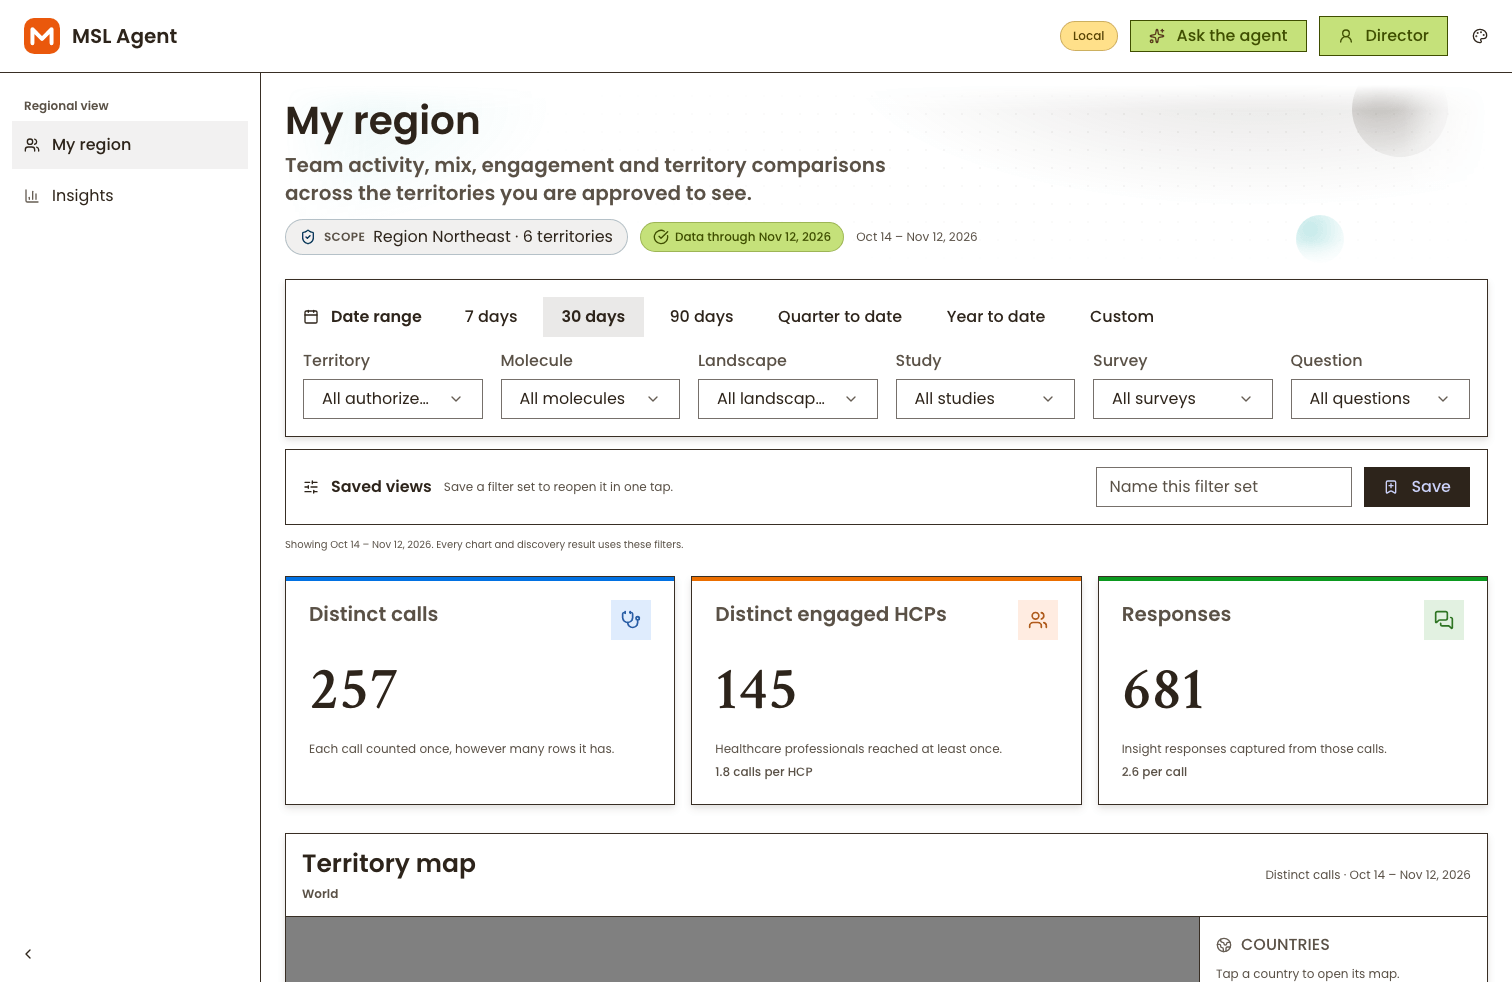 MSL Agent
Local
Ask the agent
Director
Regional view
My region
Insights
My region
Team activity, mix, engagement and territory comparisons
across the territories you are approved to see.
SCOPE Region Northeast · 6 territories
Data through Nov 12, 2026
Oct 14 – Nov 12, 2026
Date range
7 days
30 days
90 days
Quarter to date
Year to date
Custom
Territory
Molecule
Landscape
Study
Survey
Question
All authorize...
All molecules
All landscap...
All studies
All surveys
All questions
Saved views
Save a filter set to reopen it in one tap.
Name this filter set
Save
Showing Oct 14 – Nov 12, 2026. Every chart and discovery result uses these filters.
Distinct calls
257
Each call counted once, however many rows it has.
Distinct engaged HCPs
145
Healthcare professionals reached at least once.
1.8 calls per HCP
Responses
681
Insight responses captured from those calls.
2.6 per call
Territory map
World
Distinct calls · Oct 14 – Nov 12, 2026
COUNTRIES
Tap a country to open its map.